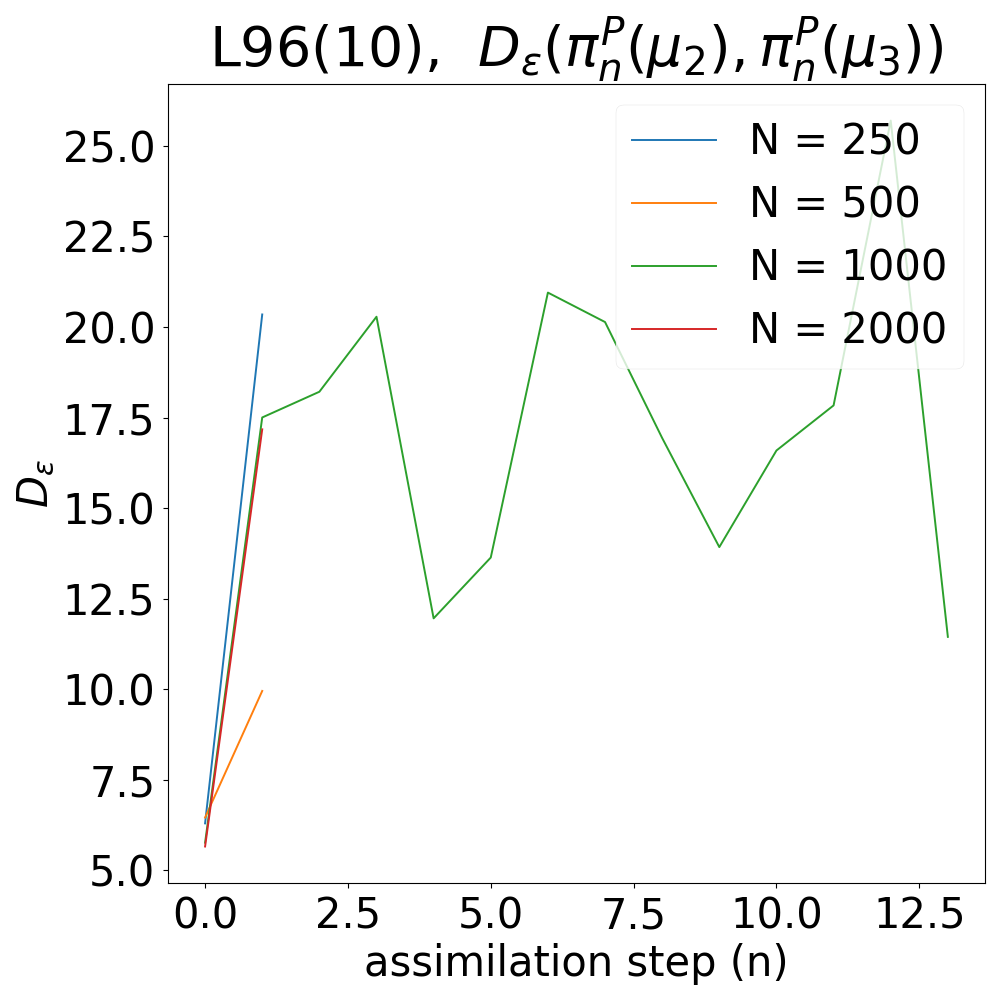 L96(10), $D_{\varepsilon}(\pi_n^P(\mu_2), \pi_n^P(\mu_3))$
25.0
22.5
20.0
17.5
15.0
12.5
10.0
7.5
5.0
$D_{\varepsilon}$
N = 250
N = 500
N = 1000
N = 2000
0.0 2.5 5.0 7.5 10.0 12.5
assimilation step (n)